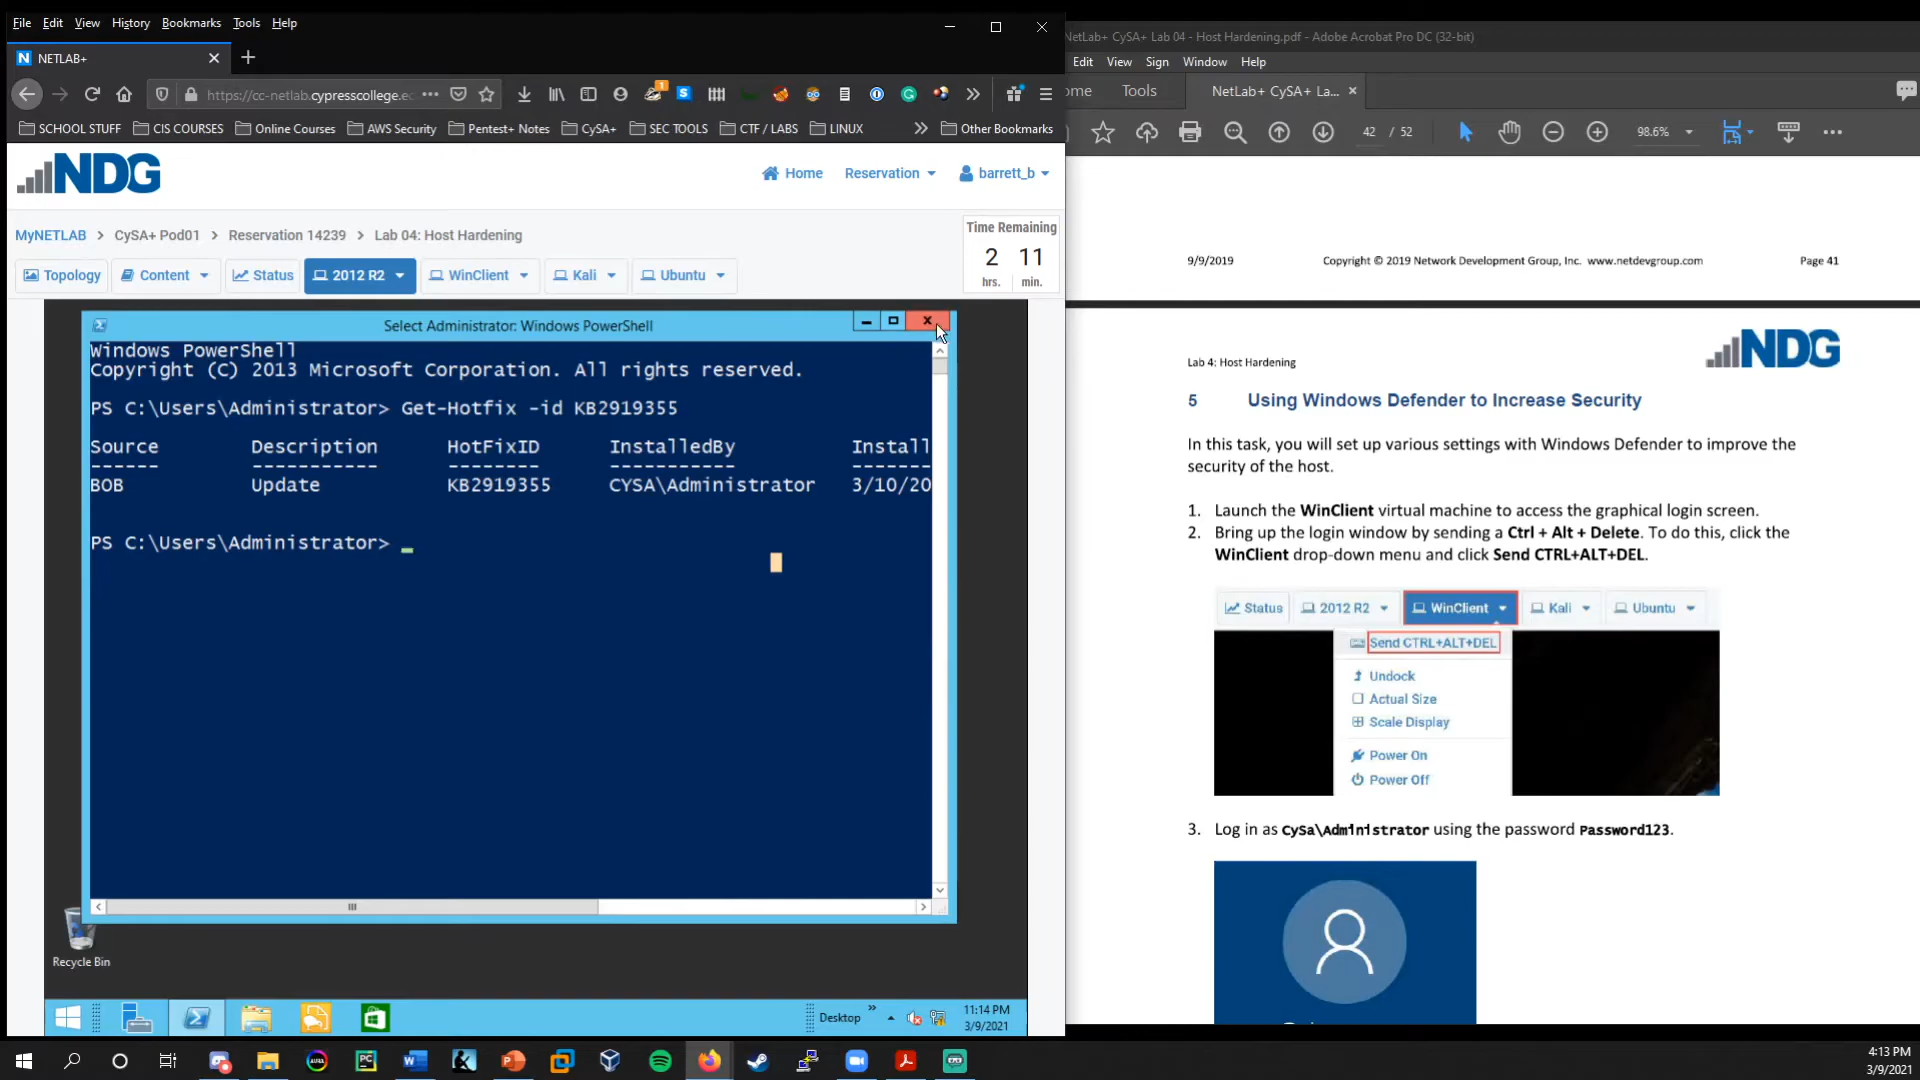 File Edit View History Bookmarks Tools Help
NETLAB+
https://cc-netlab.cypresscollege.ec
1
SCHOOL STUFF CIS COURSES Online Courses AWS Security Pentest+ Notes CySA+ SEC TOOLS CTF / LABS LINUX Other Bookmarks
NDG
Home Reservation barrett_b
MyNETLAB > CySA+ Pod01 > Reservation 14239 > Lab 04: Host Hardening
Time Remaining
2 11
hrs. min.
Topology Content Status 2012 R2 WinClient Kali Ubuntu
Select Administrator: Windows PowerShell
Windows PowerShell
Copyright (C) 2013 Microsoft Corporation. All rights reserved.
PS C:\Users\Administrator> Get-Hotfix -id KB2919355
Source Description HotFixID InstalledBy Install
------ ----------- -------- ----------- -------
BOB Update KB2919355 CYSA\Administrator 3/10/20
PS C:\Users\Administrator> _
Recycle Bin
Desktop
11:14 PM
3/9/2021
NetLab+ CySA+ Lab 04 - Host Hardening.pdf - Adobe Acrobat Pro DC (32-bit)
Edit View Sign Window Help
ome Tools NetLab+ CySA+ La...
42 / 52 98.6%
9/9/2019 Copyright © 2019 Network Development Group, Inc. www.netdevgroup.com Page 41
Lab 4: Host Hardening
NDG
5 Using Windows Defender to Increase Security
In this task, you will set up various settings with Windows Defender to improve the
security of the host.
1. Launch the WinClient virtual machine to access the graphical login screen.
2. Bring up the login window by sending a Ctrl + Alt + Delete. To do this, click the
WinClient drop-down menu and click Send CTRL+ALT+DEL.
Status 2012 R2 WinClient Kali Ubuntu
Send CTRL+ALT+DEL
Undock
Actual Size
Scale Display
Power On
Power Off
3. Log in as CySa\Administrator using the password Password123.
4:13 PM
3/9/2021